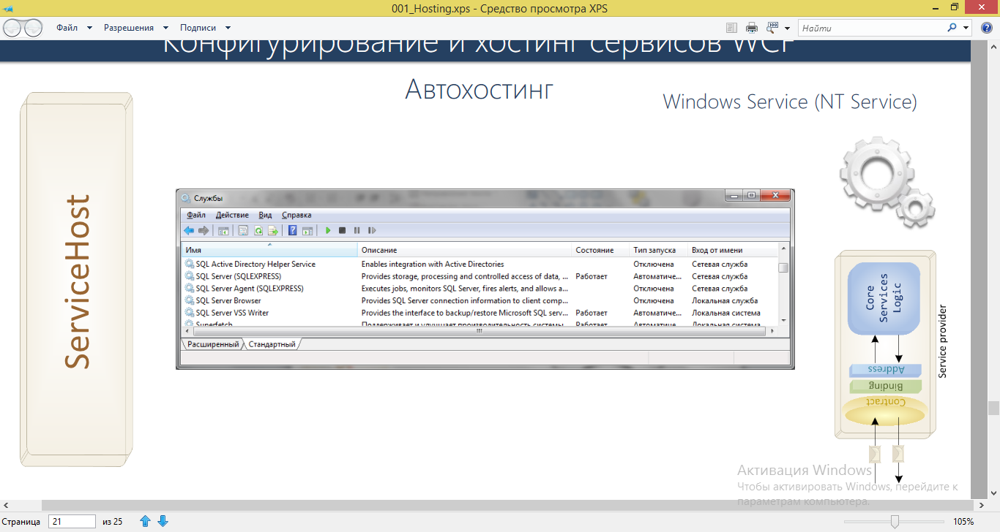 001_Hosting.xps - Средство просмотра XPS
Файл Разрешения Подписи Найти
Конфигурирование и хостинг сервисов WCF
Автохостинг
Windows Service (NT Service)
ServiceHost
Службы
Файл Действие Вид Справка
Имя Описание Состояние Тип запуска Вход от имени
SQL Active Directory Helper Service Enables integration with Active Directories Отключена Сетевая служба
SQL Server (SQLEXPRESS) Provides storage, processing and controlled access of data, ... Работает Автоматиче... Сетевая служба
SQL Server Agent (SQLEXPRESS) Executes jobs, monitors SQL Server, fires alerts, and allows a... Отключена Сетевая служба
SQL Server Browser Provides SQL Server connection information to client comp... Отключена Локальная служба
SQL Server VSS Writer Provides the interface to backup/restore Microsoft SQL serv... Работает Автоматиче... Локальная система
Superfetch Поддерживает и улучшает производительность системы Работает Автоматиче Локальная система
Расширенный Стандартный
Core
Services
Logic
Address
Binding
Contract
Service provider
Активация Windows
Чтобы активировать Windows, перейдите к
параметрам компьютера.
Страница 21 из 25 105%